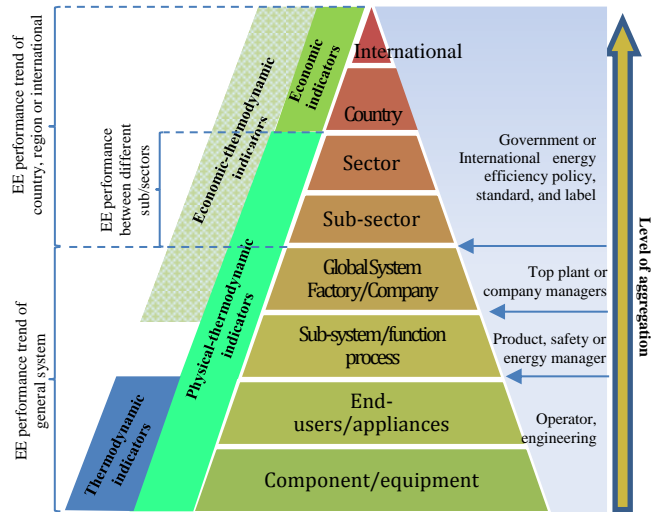 International
Country
Sector
Sub-sector
Global System
Factory/Company
Sub-system/function
process
End-
users/appliances
Component/equipment
Economic
indicators
Economic-thermodynamic
indicators
Physical-thermodynamic
indicators
Thermodynamic
indicators
EE performance trend of
country, region or international
EE performance
between different
sub/sectors
EE performance trend of
general system
Government or
International energy
efficiency policy,
standard, and label
Top plant or
company managers
Product, safety or
energy manager
Operator,
engineering
Level of aggregation